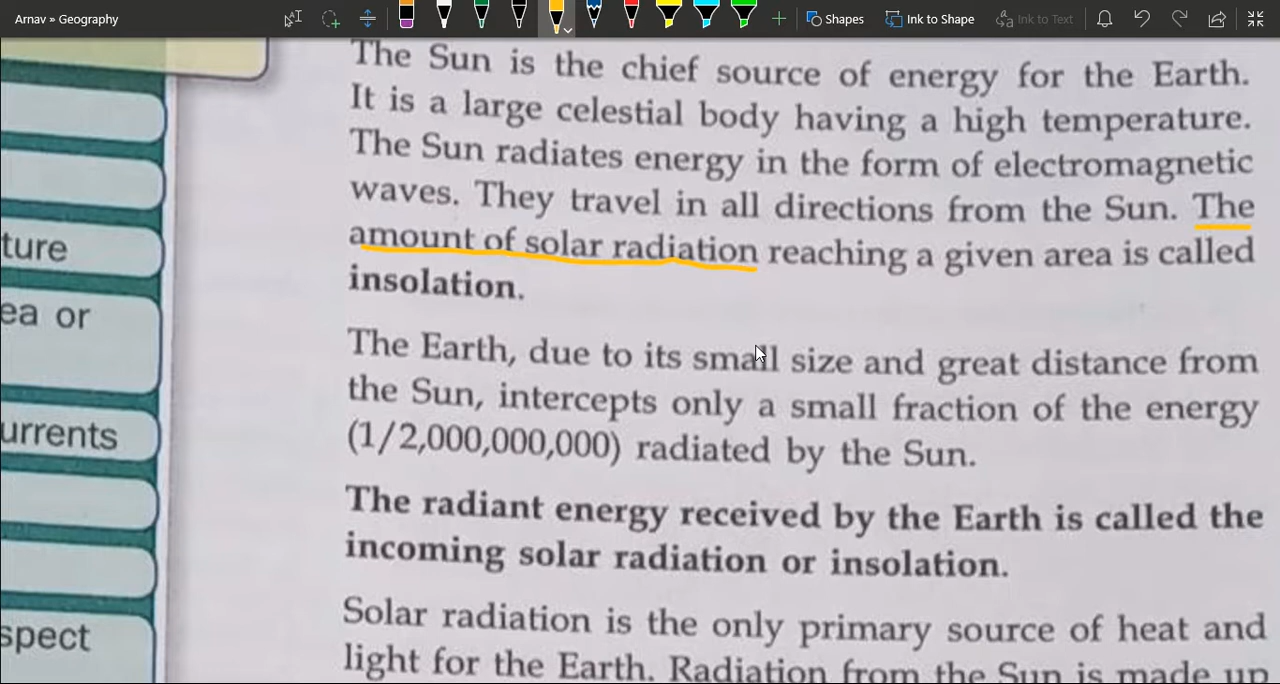 Arnav » Geography
Shapes
Ink to Shape
Ink to Text
The Sun is the chief source of energy for the Earth.
It is a large celestial body having a high temperature.
The Sun radiates energy in the form of electromagnetic
waves. They travel in all directions from the Sun. The
amount of solar radiation reaching a given area is called
insolation.
The Earth, due to its small size and great distance from
the Sun, intercepts only a small fraction of the energy
(1/2,000,000,000) radiated by the Sun.
The radiant energy received by the Earth is called the
incoming solar radiation or insolation.
Solar radiation is the only primary source of heat and
light for the Earth. Radiation from the Sun is made up
ture
ea or
urrents
spect